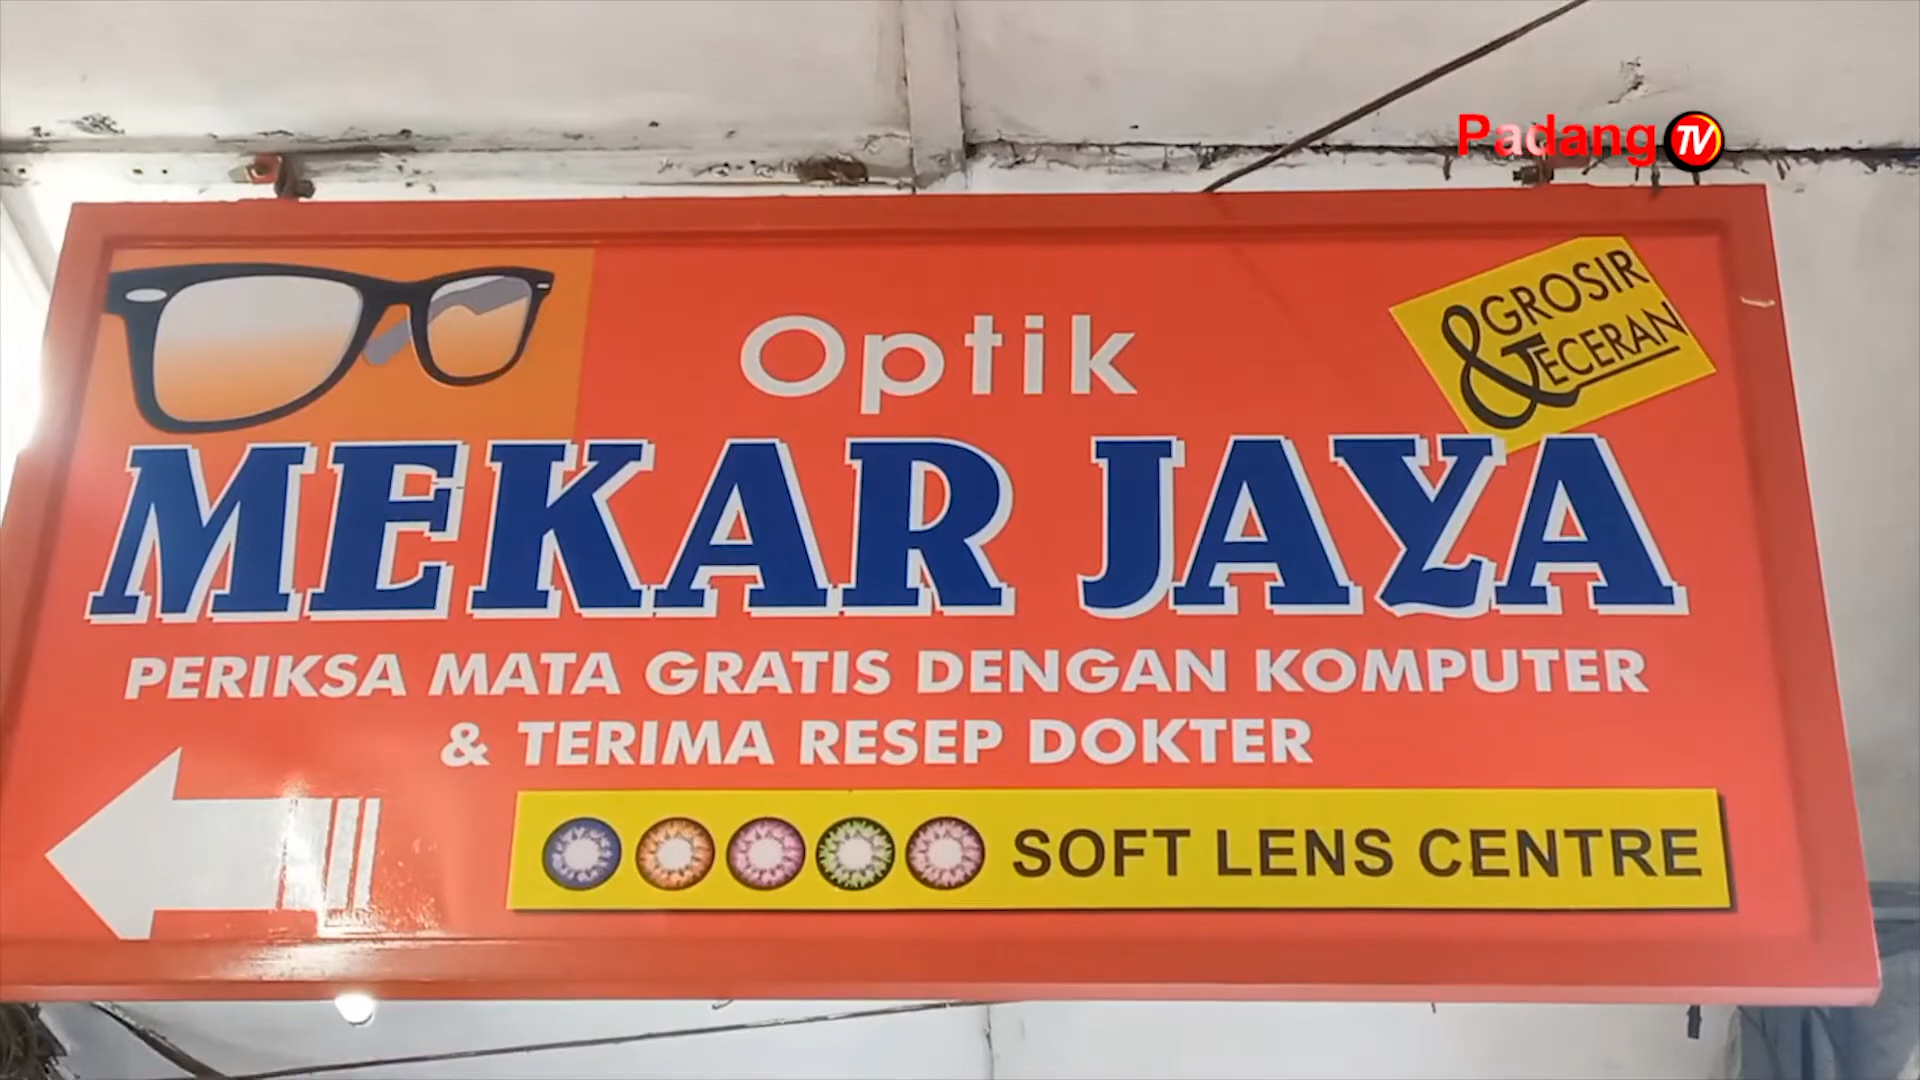 Padang TV
Optik
GROSIR
& ECERAN
MEKAR JAYA
PERIKSA MATA GRATIS DENGAN KOMPUTER
& TERIMA RESEP DOKTER
SOFT LENS CENTRE